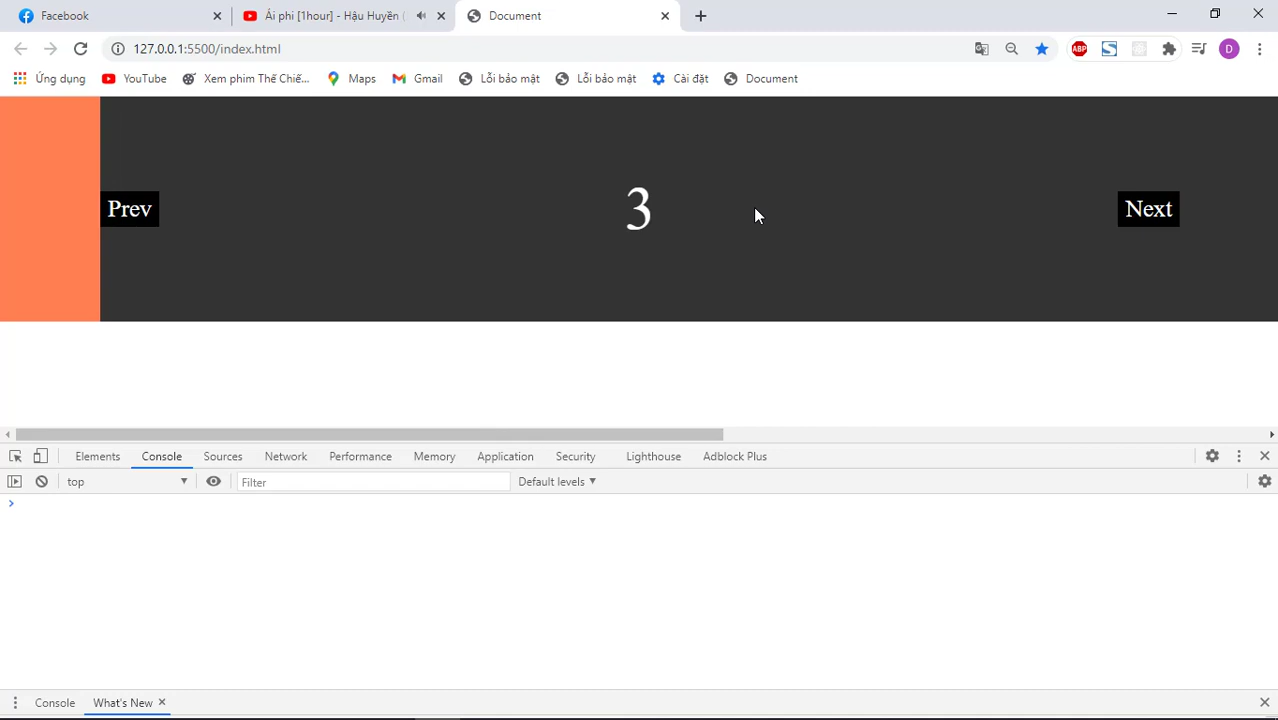 Facebook
Ái phi [1hour] - Hậu Huyền (
Document
127.0.0.1:5500/index.html
ABP
D
Ứng dụng
YouTube
Xem phim Thế Chiế...
Maps
Gmail
Lỗi bảo mật
Lỗi bảo mật
Cài đặt
Document
Prev
3
Next
Elements
Console
Sources
Network
Performance
Memory
Application
Security
Lighthouse
Adblock Plus
top
Filter
Default levels
Console
What's New